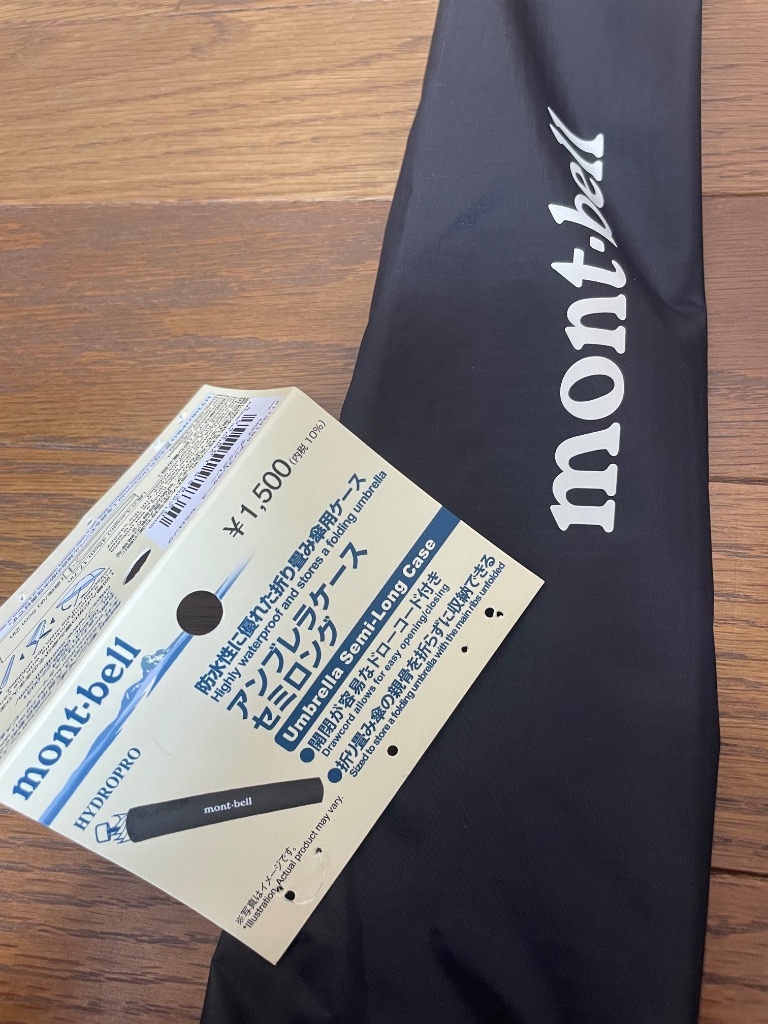 mont-bell
¥1,500(内税 10%)
防水性に優れた折り畳み傘用ケース
Highly waterproof and stores a folding umbrella
アンブレラケース
セミロング
Umbrella Semi-Long Case
●開閉が容易なドローコード付き
Drawcord allows for easy opening/closing
●折り畳み傘の親骨を折らずに収納できる
Sized to store a folding umbrella with the main ribs unfolded
mont-bell
HYDROPRO
mont-bell
※写真はイメージです。
*Illustration. Actual product may vary.